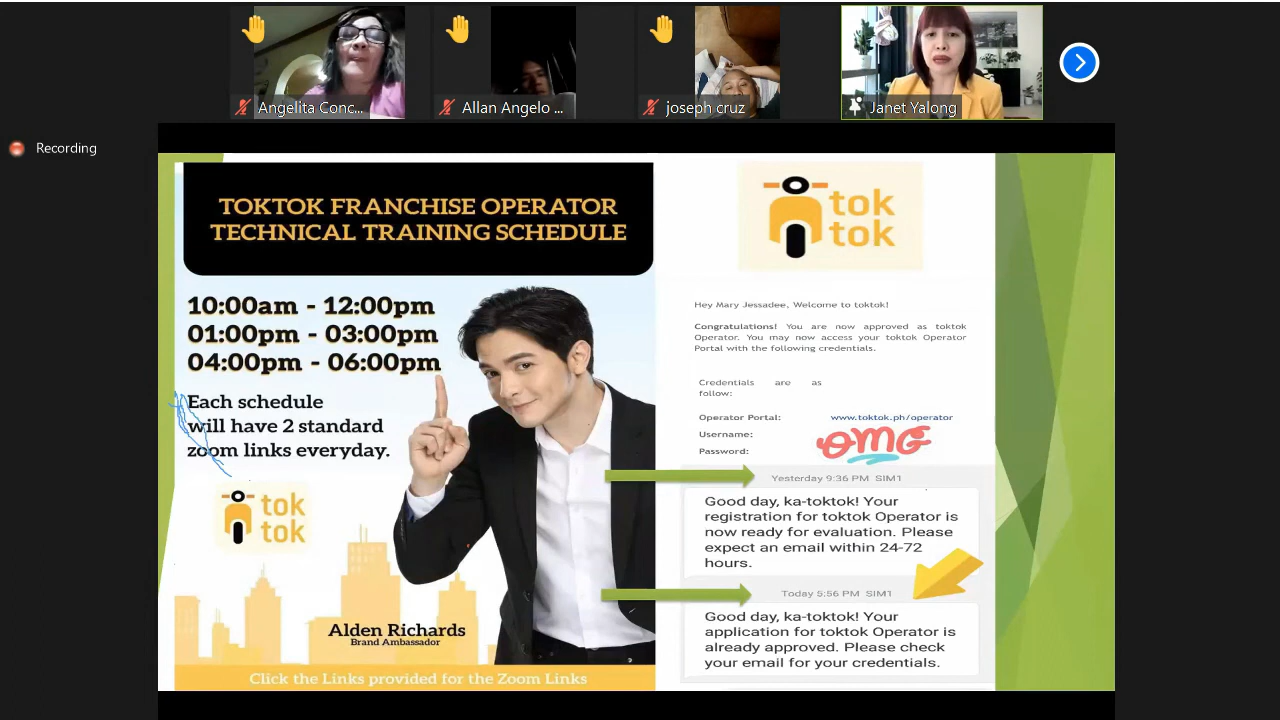 Angelita Conc...
Allan Angelo ...
joseph cruz
Janet Yalong
Recording
TOKTOK FRANCHISE OPERATOR
TECHNICAL TRAINING SCHEDULE
10:00am - 12:00pm
01:00pm - 03:00pm
04:00pm - 06:00pm
Each schedule
will have 2 standard
zoom links everyday.
tok
tok
Alden Richards
Brand Ambassador
Click the Links provided for the Zoom Links
tok
tok
Hey Mary Jessadee, Welcome to toktok!
Congratulations! You are now approved as toktok
Operator. You may now access your toktok Operator
Portal with the following credentials.
Credentials are as
follow:
Operator Portal: www.toktok.ph/operator
Username:
Password:
OMG
Yesterday 9:36 PM SIM1
Good day, ka-toktok! Your
registration for toktok Operator is
now ready for evaluation. Please
expect an email within 24-72
hours.
Today 5:56 PM SIM1
Good day, ka-toktok! Your
application for toktok Operator is
already approved. Please check
your email for your credentials.